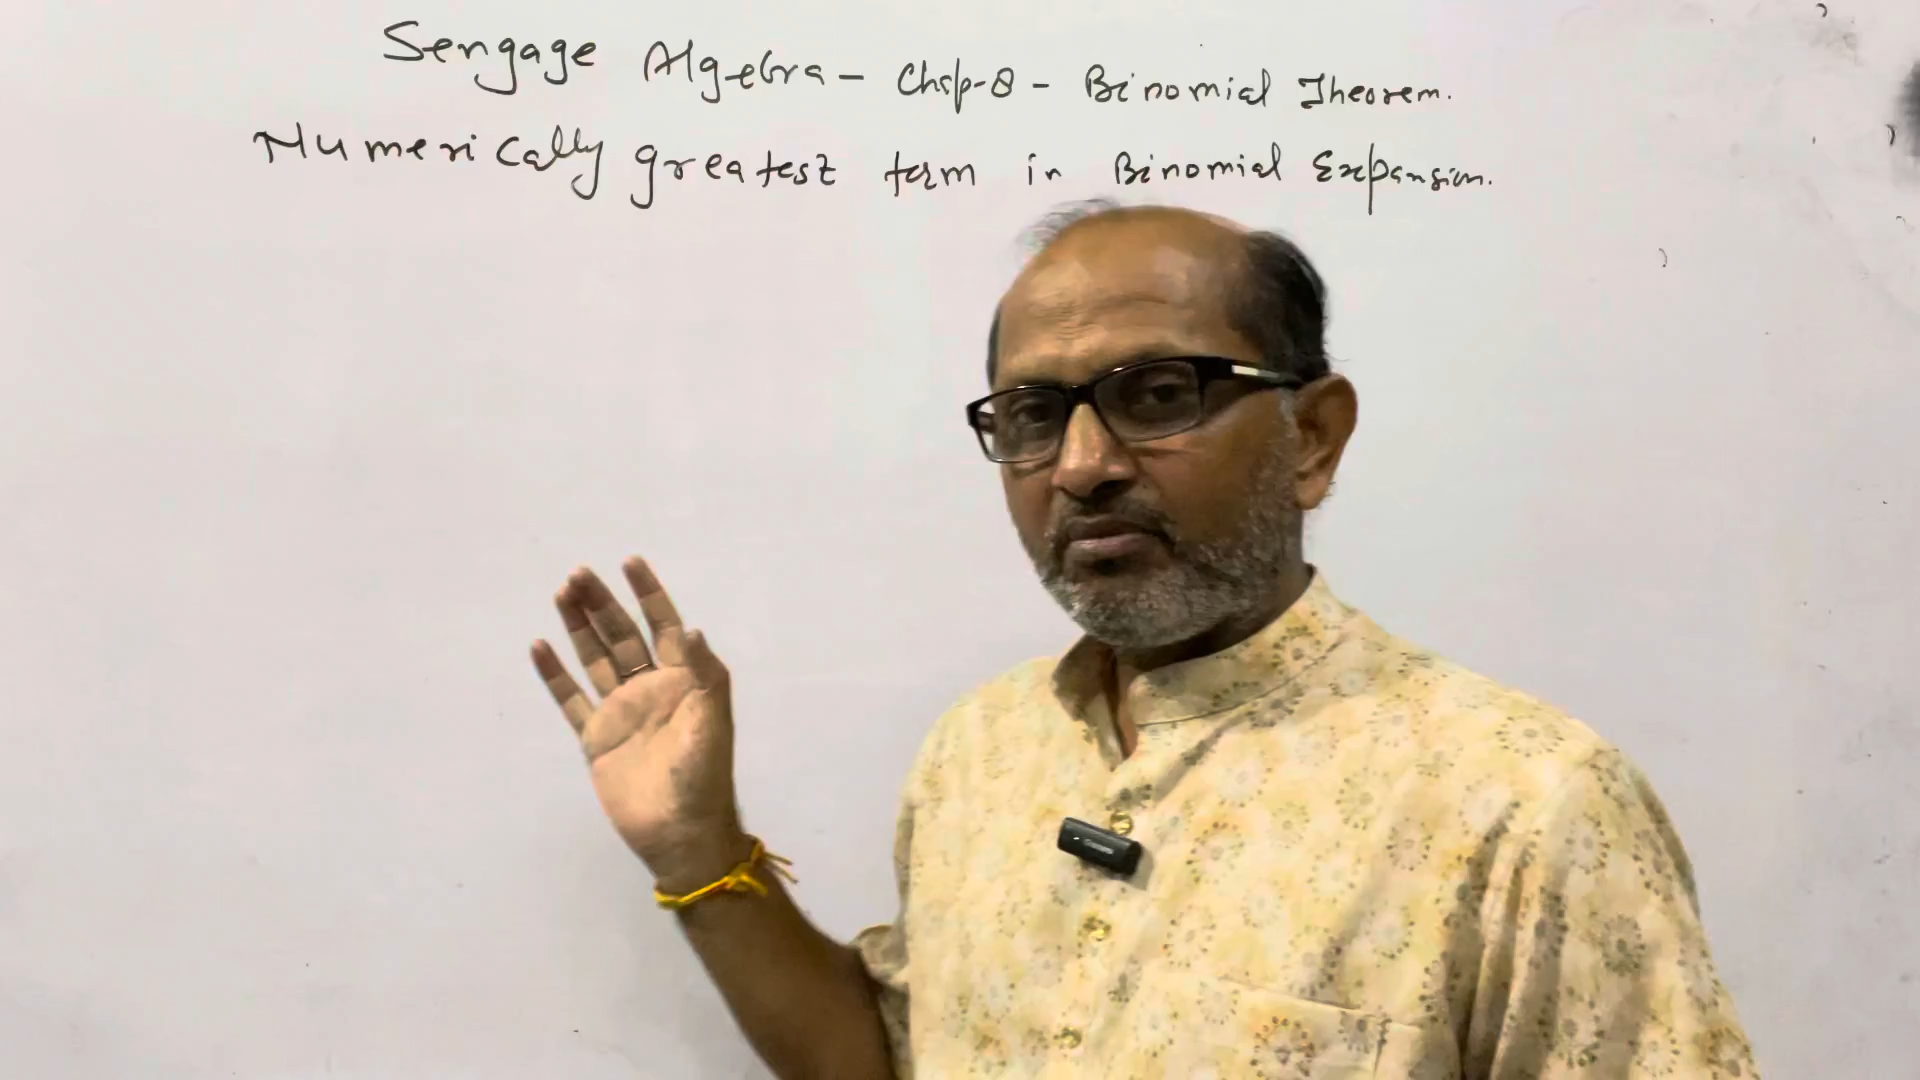 Sengage Algebra - Chap-8 - Binomial Theorem.
Numerically greatest term in Binomial Expansion.